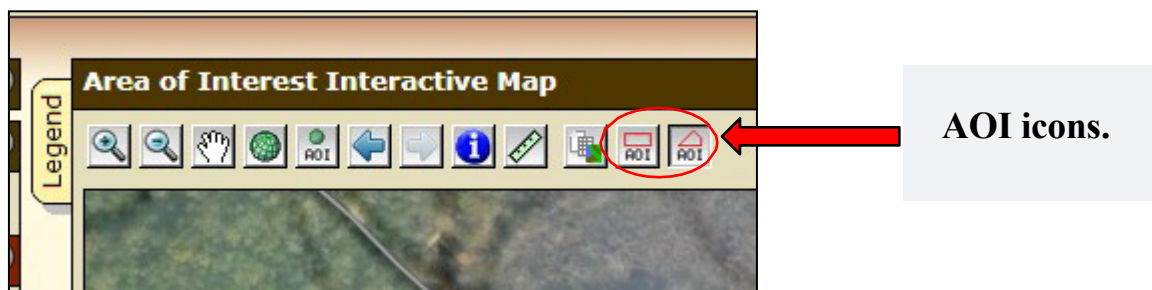 Area of Interest Interactive Map
Legend
AOI
AOI AOI
AOI icons.